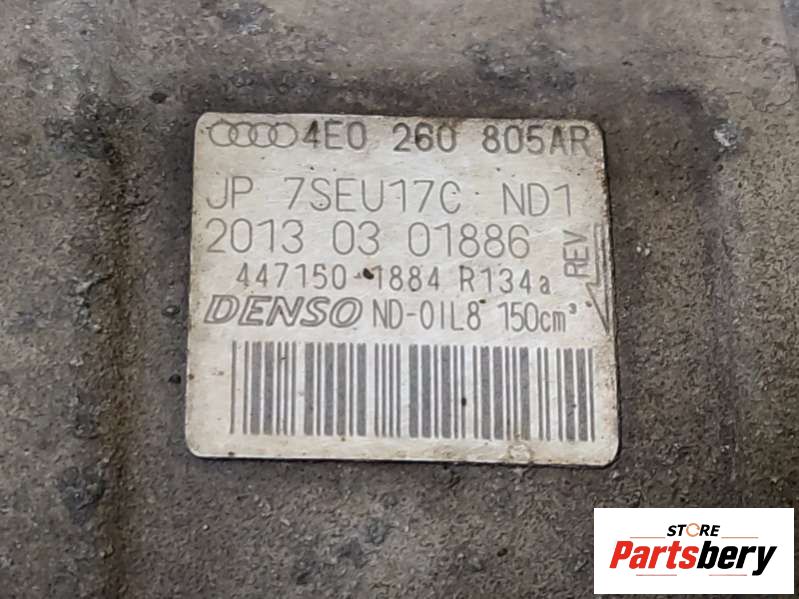 4E0 260 805AR
JP 7SEU17C ND1
2013 03 01886
REV
447150-1884 R134a
DENSO ND-OIL8 150cm³
STORE
Partsbery